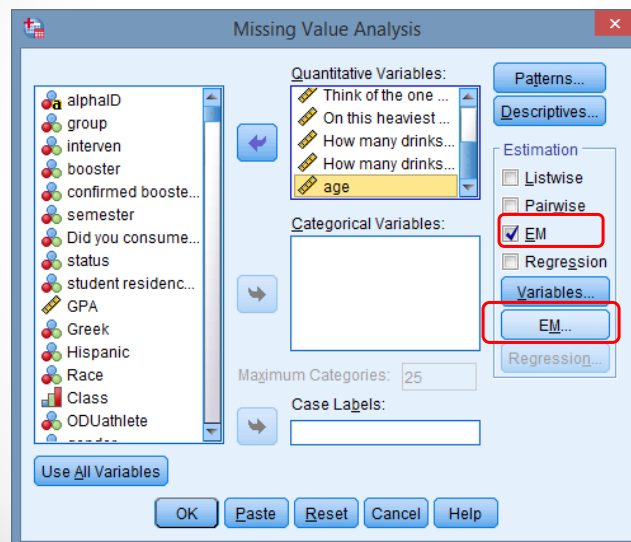 Missing Value Analysis
x
alphaID
group
interven
booster
confirmed booste...
semester
Did you consume...
status
student residenc...
GPA
Greek
Hispanic
Race
Class
ODUathlete
Use All Variables
Quantitative Variables:
Think of the one ...
On this heaviest ...
How many drinks...
How many drinks...
age
Categorical Variables:
Maximum Categories: 25
Case Labels:
Patterns...
Descriptives...
Estimation
Listwise
Pairwise
EM
Regression
Variables...
EM...
Regression...
OK Paste Reset Cancel Help